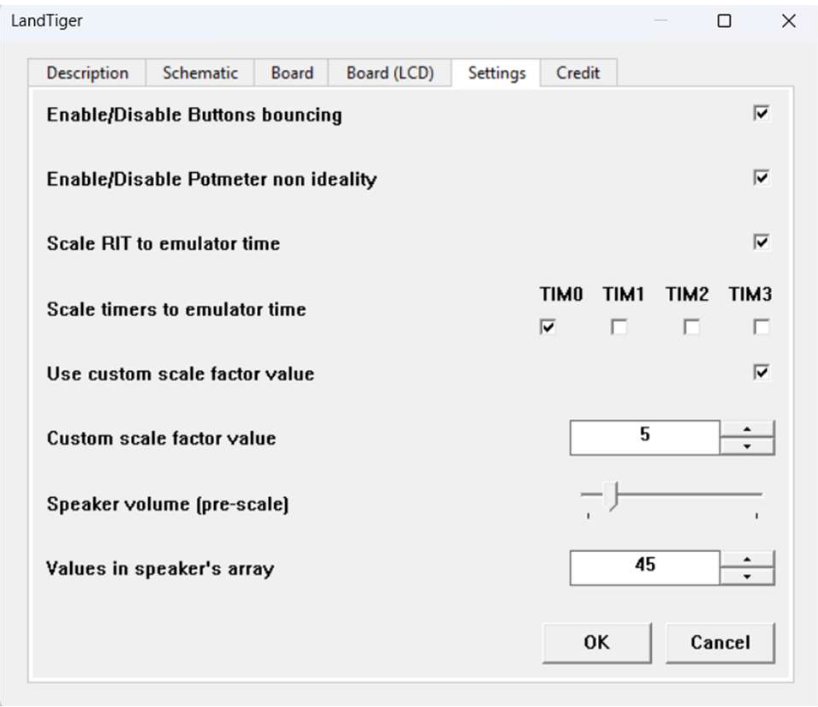 LandTiger
Description Schematic Board Board (LCD) Settings Credit
Enable/Disable Buttons bouncing
Enable/Disable Potmeter non ideality
Scale RIT to emulator time
TIM0 TIM1 TIM2 TIM3
Scale timers to emulator time
Use custom scale factor value
Custom scale factor value 5
Speaker volume (pre-scale)
Values in speaker's array 45
OK Cancel